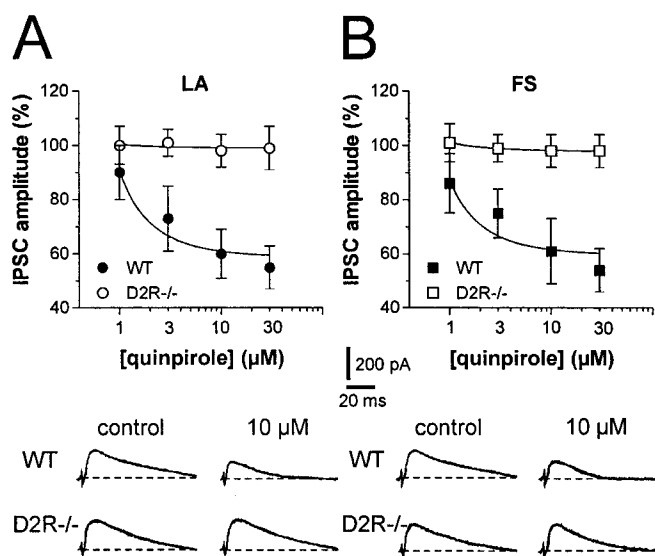 A
B
LA
FS
IPSC amplitude (%)
120
100
80
60
40
WT
D2R-/-
1
3
10
30
[quinpirole] (µM)
IPSC amplitude (%)
120
100
80
60
40
WT
D2R-/-
1
3
10
30
[quinpirole] (µM)
200 pA
20 ms
control
10 µM
control
10 µM
WT
WT
D2R-/-
D2R-/-